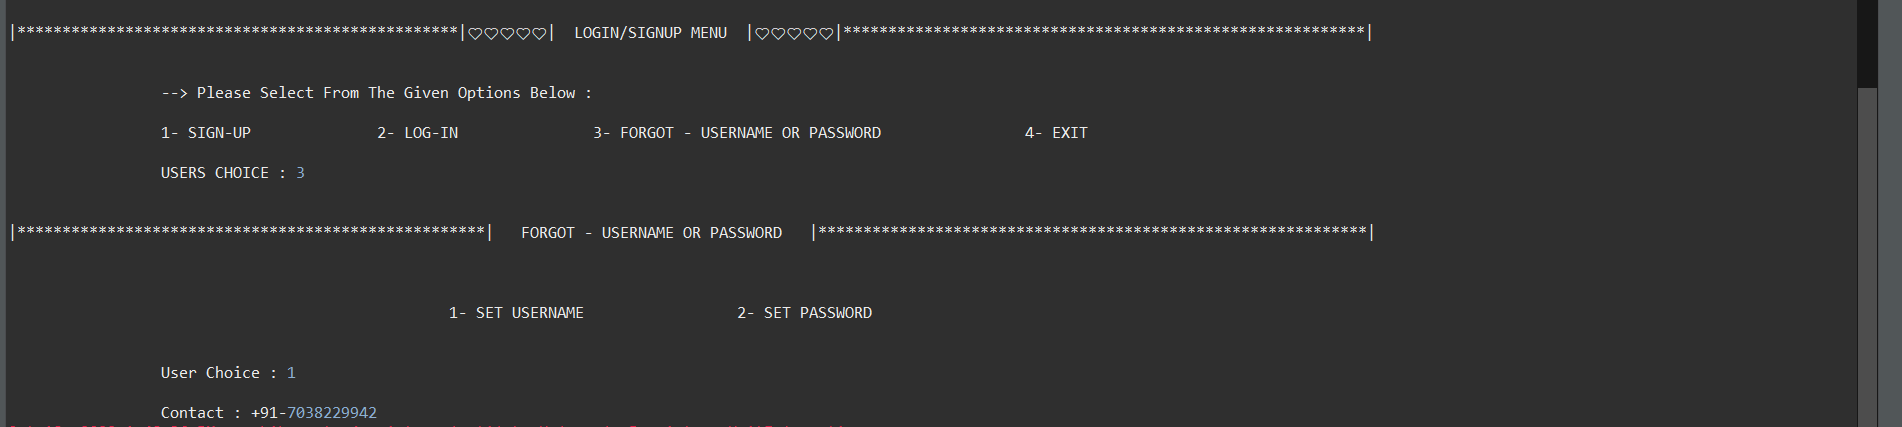 |*************************************************|♡♡♡♡♡|  LOGIN/SIGNUP MENU  |♡♡♡♡♡|**********************************************************|
--> Please Select From The Given Options Below :
1- SIGN-UP              2- LOG-IN               3- FORGOT - USERNAME OR PASSWORD                4- EXIT
USERS CHOICE : 3
|****************************************************|   FORGOT - USERNAME OR PASSWORD   |*************************************************************|
1- SET USERNAME                 2- SET PASSWORD
User Choice : 1
Contact : +91-7038229942